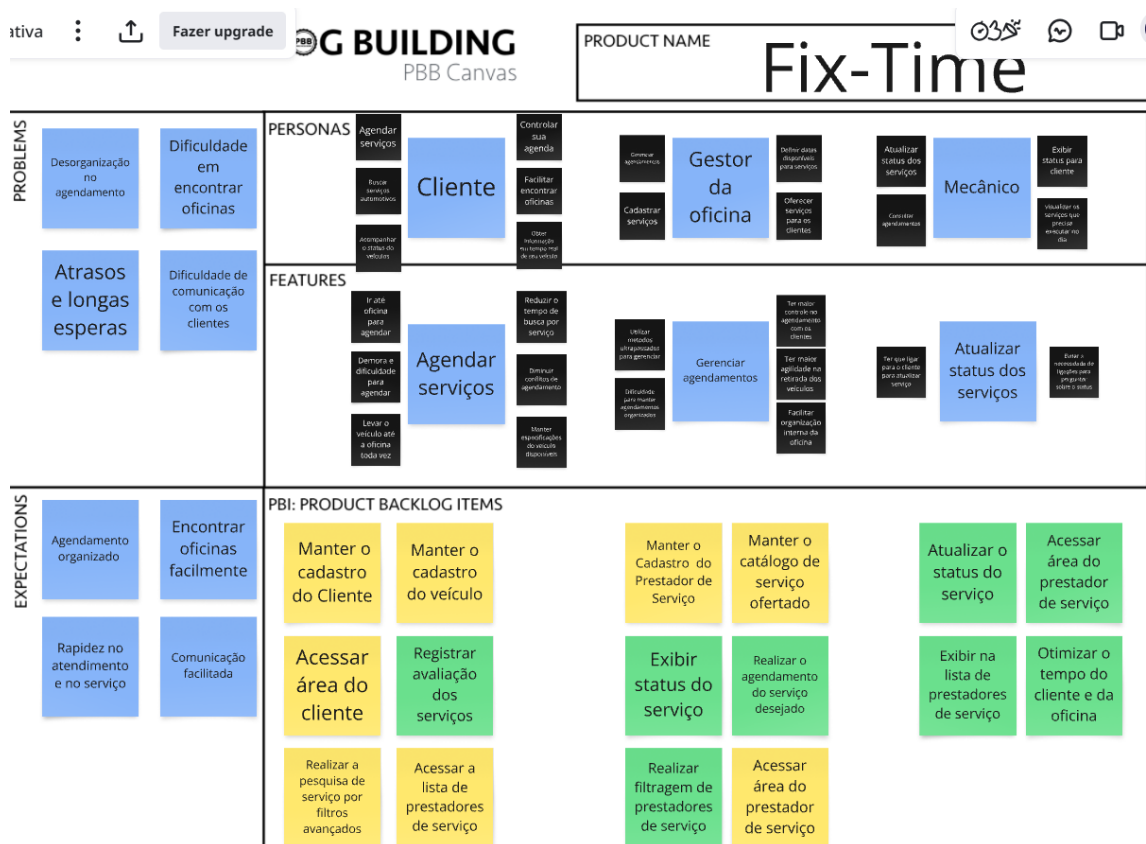 ativa
Fazer upgrade
PBB
G BUILDING
PBB Canvas
PRODUCT NAME
Fix-Time
PROBLEMS
Desorganização
no
agendamento
Dificuldade
em
encontrar
oficinas
Atrasos
e longas
esperas
Dificuldade de
comunicação
com os
clientes
PERSONAS
Agendar
serviços
Buscar
serviços
automotivos
Acompanhar
o status do
veículos
Cliente
Controlar
sua
agenda
Facilitar
encontrar
oficinas
Obter
informação
em tempo real
de seu veículo
Gerenciar
agendamentos
Cadastrar
serviços
Gestor
da
oficina
Definir datas
disponíveis
para serviços
Oferecer
serviços
para os
clientes
Atualizar
status dos
serviços
Consultar
agendamentos
Mecânico
Exibir
status para
cliente
Visualizar os
serviços que
precisa
executar no
dia
FEATURES
Ir até
oficina
para
agendar
Demora e
dificuldade
para
agendar
Levar o
veículo até
a oficina
toda vez
Agendar
serviços
Reduzir o
tempo de
busca por
serviço
Diminuir
conflitos de
agendamento
Manter
especificações
do veículo
disponíveis
Utilizar
metodos
ultrapassados
para gerenciar
Dificuldade
para manter
agendamentos
organizados
Gerenciar
agendamentos
Ter maior
controle no
agendamento
com os
clientes
Ter maior
agilidade na
retirada dos
veículos
Facilitar
organização
interna da
oficina
Ter que ligar
para o cliente
para atualizar
serviço
Atualizar
status dos
serviços
Evitar a
necessidade de
ligações para
perguntar
sobre o status
EXPECTATIONS
Agendamento
organizado
Encontrar
oficinas
facilmente
Rapidez no
atendimento
e no serviço
Comunicação
facilitada
PBI: PRODUCT BACKLOG ITEMS
Manter o
cadastro
do Cliente
Manter o
cadastro
do veículo
Acessar
área do
cliente
Registrar
avaliação
dos
serviços
Realizar a
pesquisa de
serviço por
filtros
avançados
Acessar a
lista de
prestadores
de serviço
Manter o
Cadastro do
Prestador de
Serviço
Manter o
catálogo de
serviço
ofertado
Exibir
status do
serviço
Realizar o
agendamento
do serviço
desejado
Realizar
filtragem de
prestadores
de serviço
Acessar
área do
prestador
de serviço
Atualizar o
status do
serviço
Acessar
área do
prestador
de serviço
Exibir na
lista de
prestadores
de serviço
Otimizar o
tempo do
cliente e da
oficina